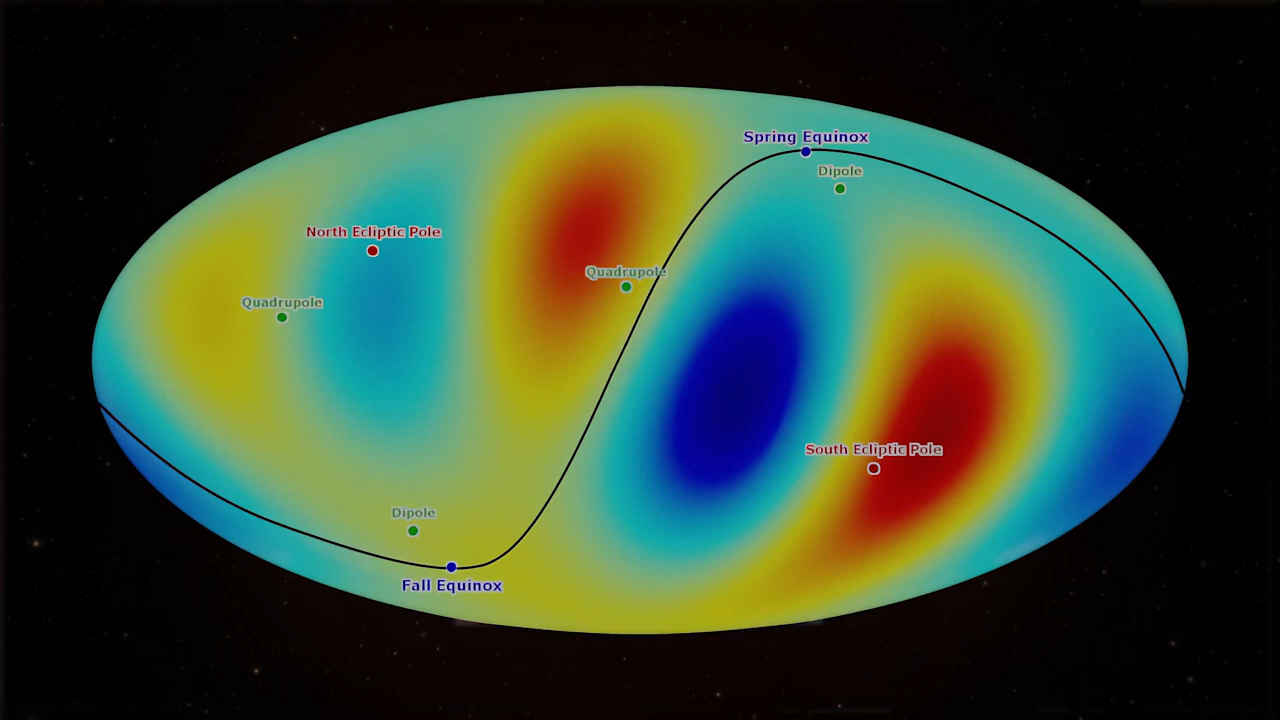 Spring Equinox
Dipole
North Ecliptic Pole
Quadrupole
Quadrupole
South Ecliptic Pole
Dipole
Fall Equinox